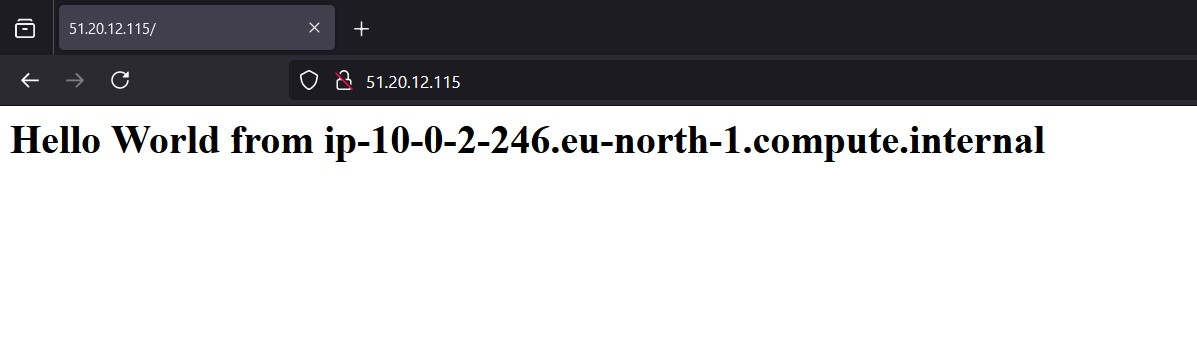 51.20.12.115/
51.20.12.115
Hello World from ip-10-0-2-246.eu-north-1.compute.internal